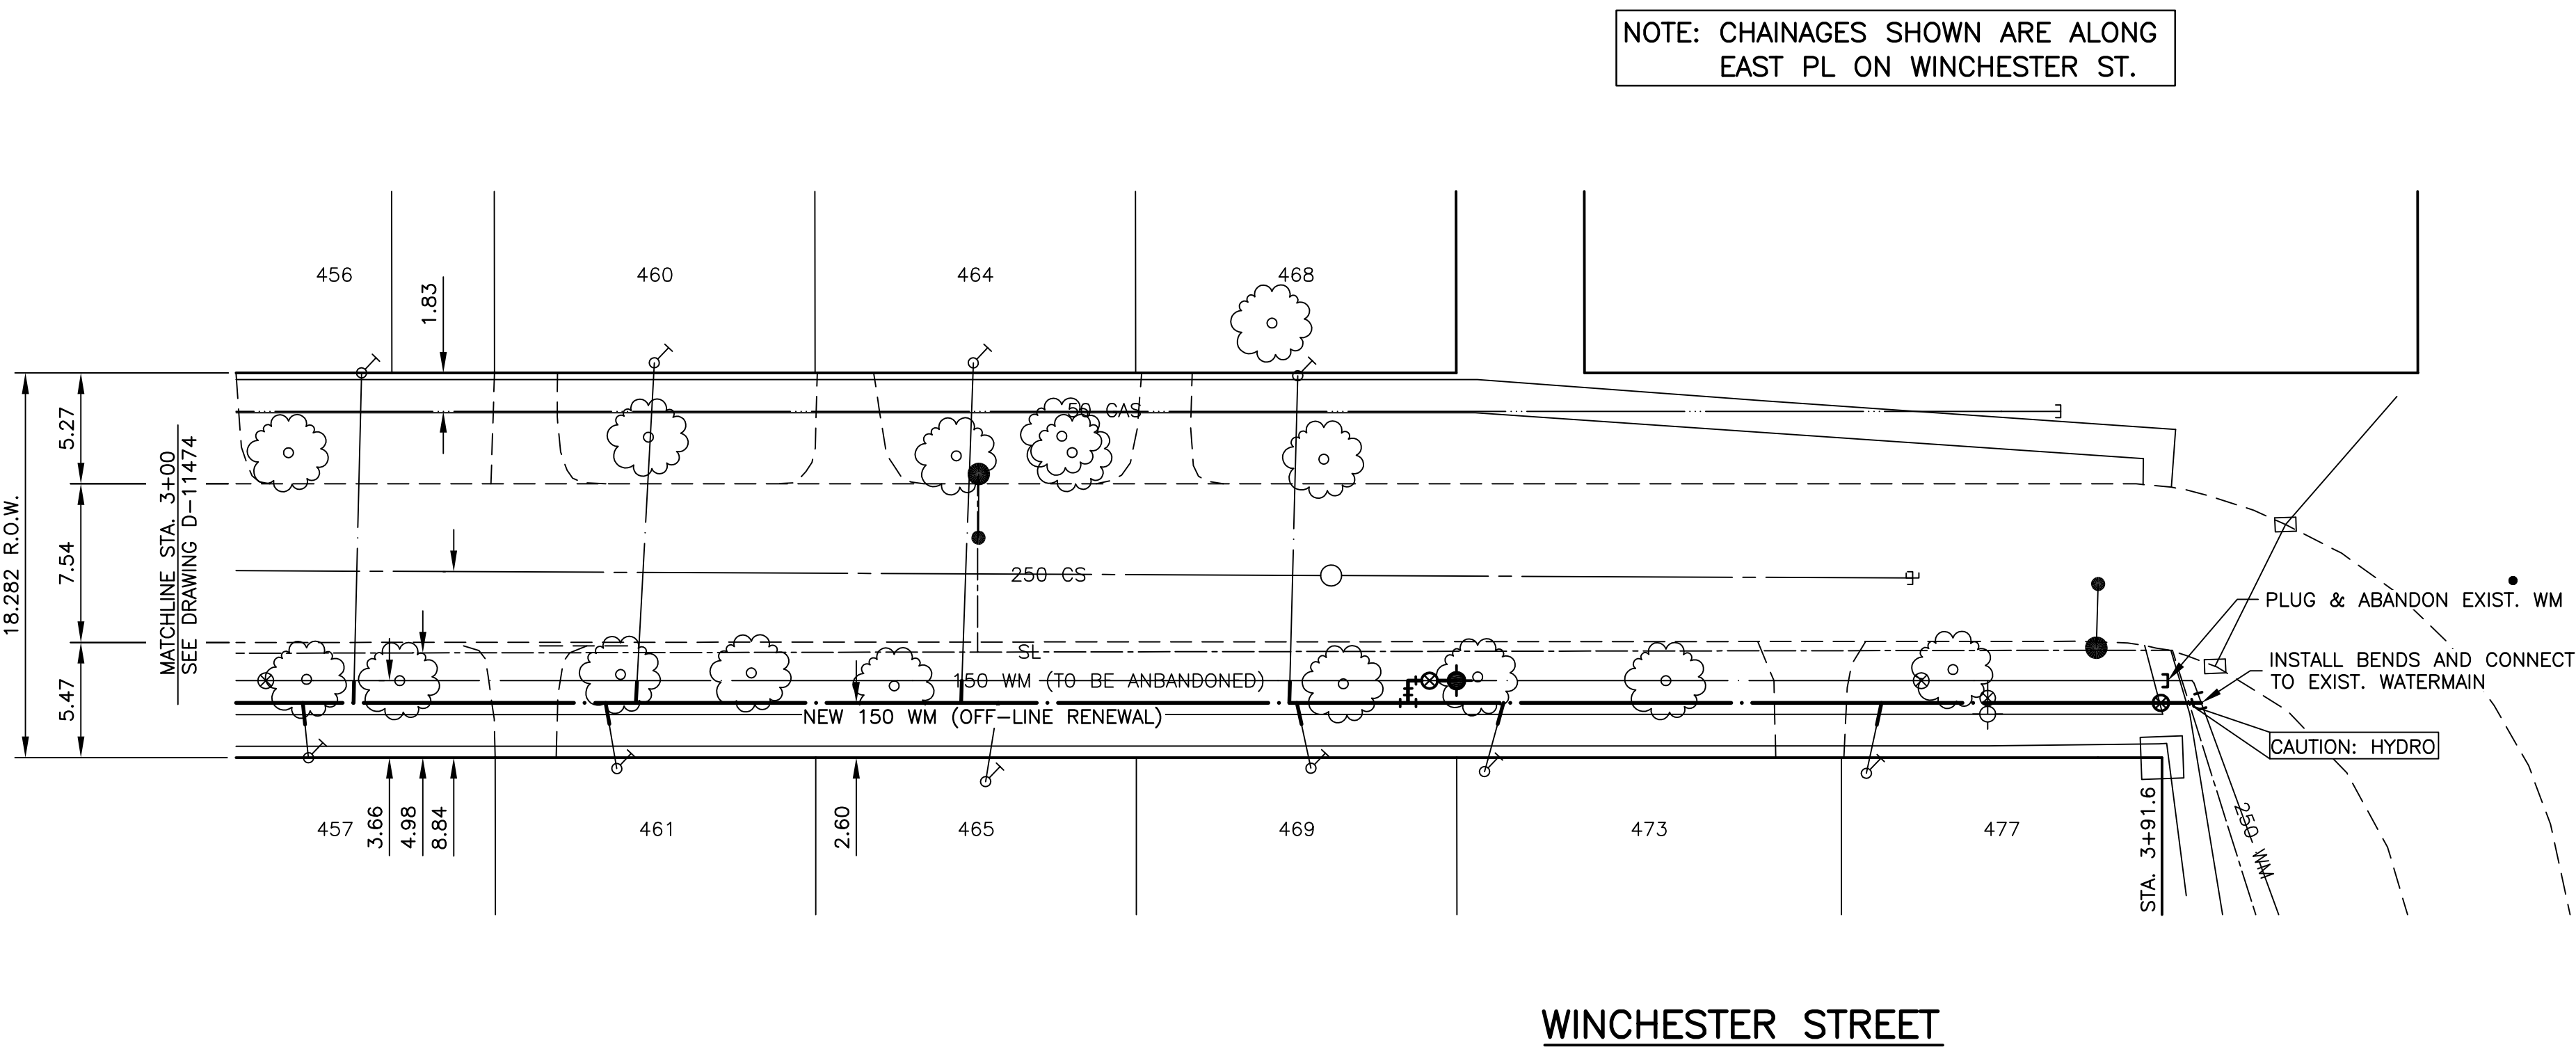 NOTE: CHAINAGES SHOWN ARE ALONG
EAST PL ON WINCHESTER ST.
456
460
464
468
1.83
50 GAS
5.27
7.54
5.47
18.282 R.O.W.
MATCHLINE STA. 3+00
SEE DRAWING D-11474
250 CS
SL
150 WM (TO BE ANBANDONED)
NEW 150 WM (OFF-LINE RENEWAL)
PLUG & ABANDON EXIST. WM
INSTALL BENDS AND CONNECT
TO EXIST. WATERMAIN
CAUTION: HYDRO
3.66
4.98
8.84
2.60
457
461
465
469
473
477
STA. 3+91.6
250 WM
WINCHESTER STREET